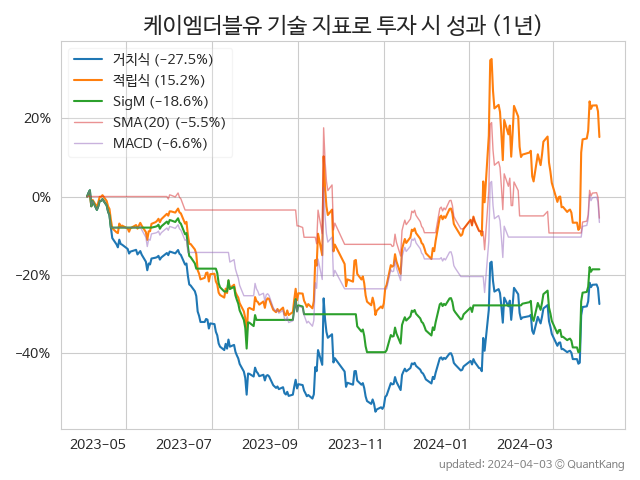 케이엠더블유 기술 지표로 투자 시 성과 (1년)
거치식 (−27.5%)
적립식 (15.2%)
SigM (−18.6%)
SMA(20) (−5.5%)
MACD (−6.6%)
20%
0%
−20%
−40%
2023-05 2023-07 2023-09 2023-11 2024-01 2024-03
updated: 2024-04-03 © QuantKang